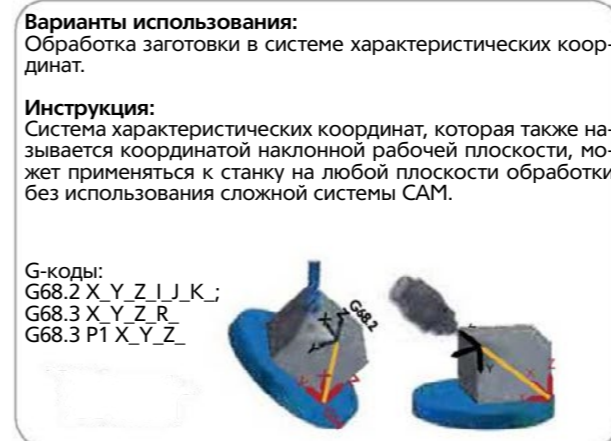 Варианты использования:
Обработка заготовки в системе характеристических коор-
динат.
Инструкция:
Система характеристических координат, которая также на-
зывается координатой наклонной рабочей плоскости, мо-
жет применяться к станку на любой плоскости обработки
без использования сложной системы CAM.
G-коды:
G68.2 X_Y_Z_I_J_K_;
G68.3 X_Y_Z_R_
G68.3 P1 X_Y_Z_
G68.2
X
Z
Y
Y
X
Z